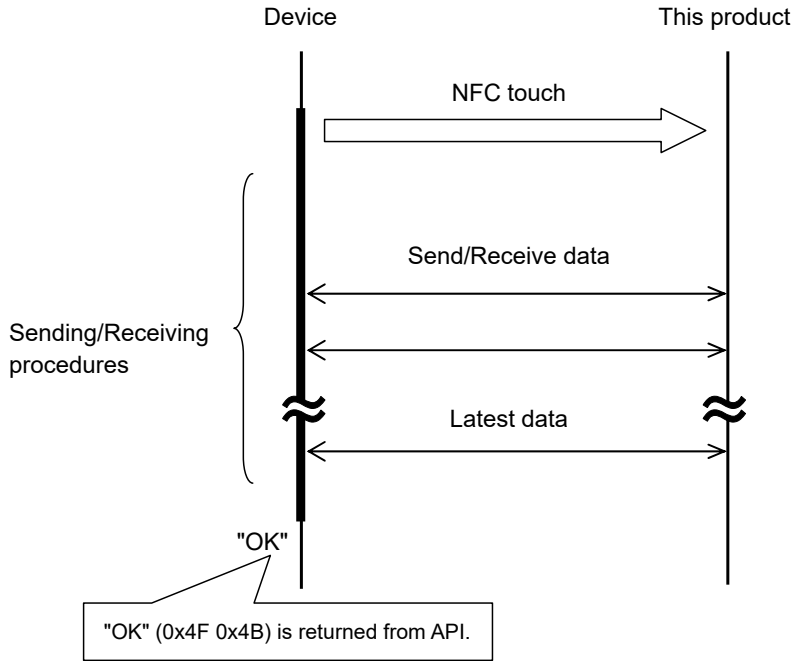 Device
This product
NFC touch
Send/Receive data
Sending/Receiving
procedures
Latest data
"OK"
"OK" (0x4F 0x4B) is returned from API.